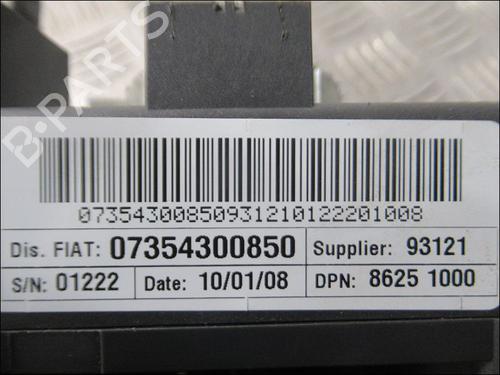 B-PARTS
07354300850931210122201008
Dis. FIAT: 07354300850 Supplier: 93121
S/N: 01222 Date: 10/01/08 DPN: 8625 1000